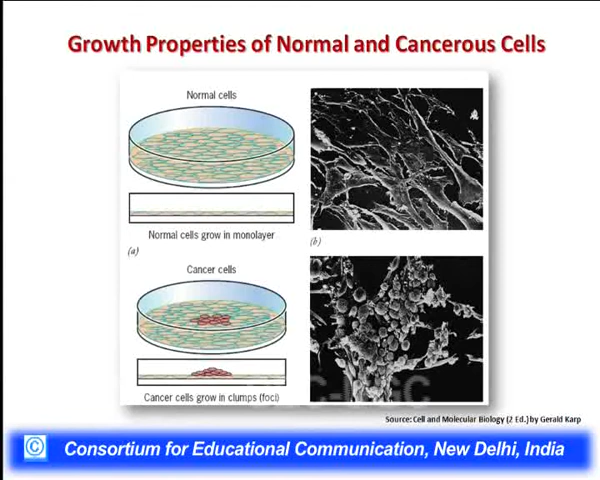 Growth Properties of Normal and Cancerous Cells
Normal cells
Normal cells grow in monolayer
(a)
(b)
Cancer cells
Cancer cells grow in clumps (foci)
Source: Cell and Molecular Biology (2 Ed.) by Gerald Karp
© Consortium for Educational Communication, New Delhi, India